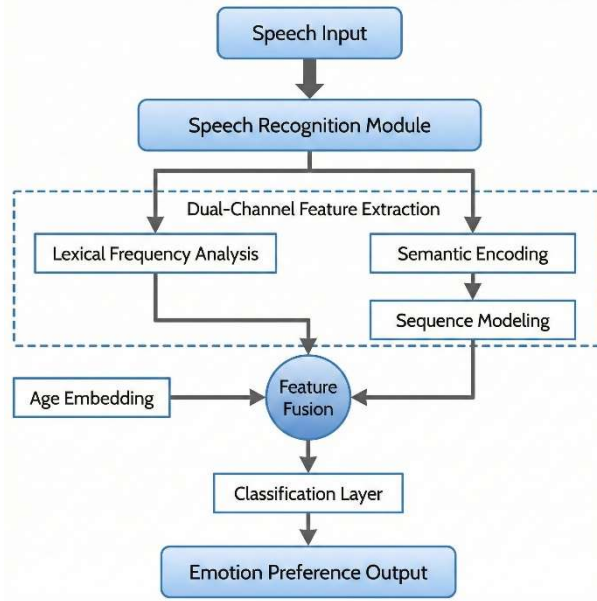 Speech Input
Speech Recognition Module
Dual-Channel Feature Extraction
Lexical Frequency Analysis
Semantic Encoding
Sequence Modeling
Age Embedding
Feature
Fusion
Classification Layer
Emotion Preference Output